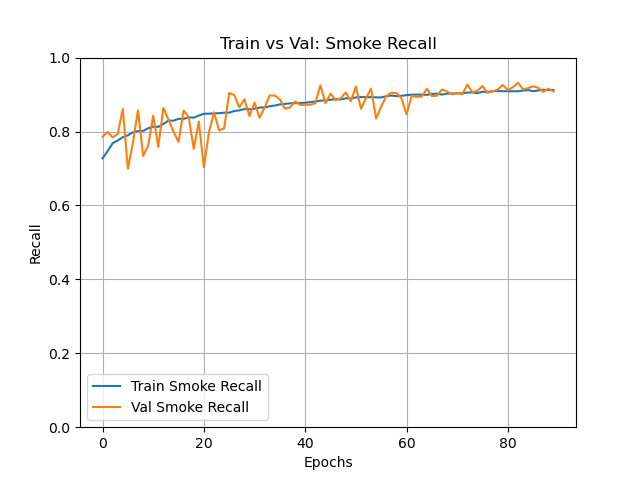 Train vs Val: Smoke Recall
1.0
0.8
0.6
0.4
0.2
0.0
Recall
Train Smoke Recall
Val Smoke Recall
0 20 40 60 80
Epochs